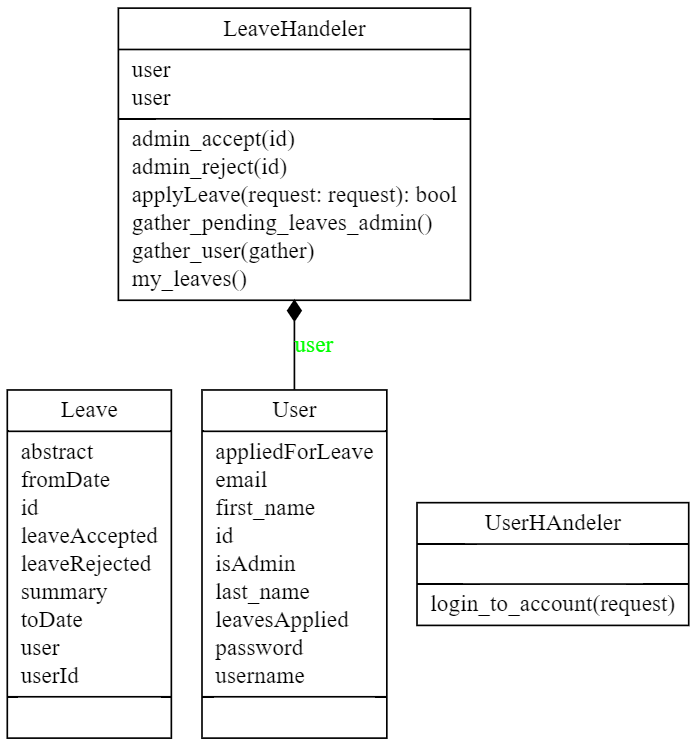 LeaveHandeler
user
user
admin_accept(id)
admin_reject(id)
applyLeave(request: request): bool
gather_pending_leaves_admin()
gather_user(gather)
my_leaves()
user
Leave
abstract
fromDate
id
leaveAccepted
leaveRejected
summary
toDate
user
userId
User
appliedForLeave
email
first_name
id
isAdmin
last_name
leavesApplied
password
username
UserHAndeler
login_to_account(request)